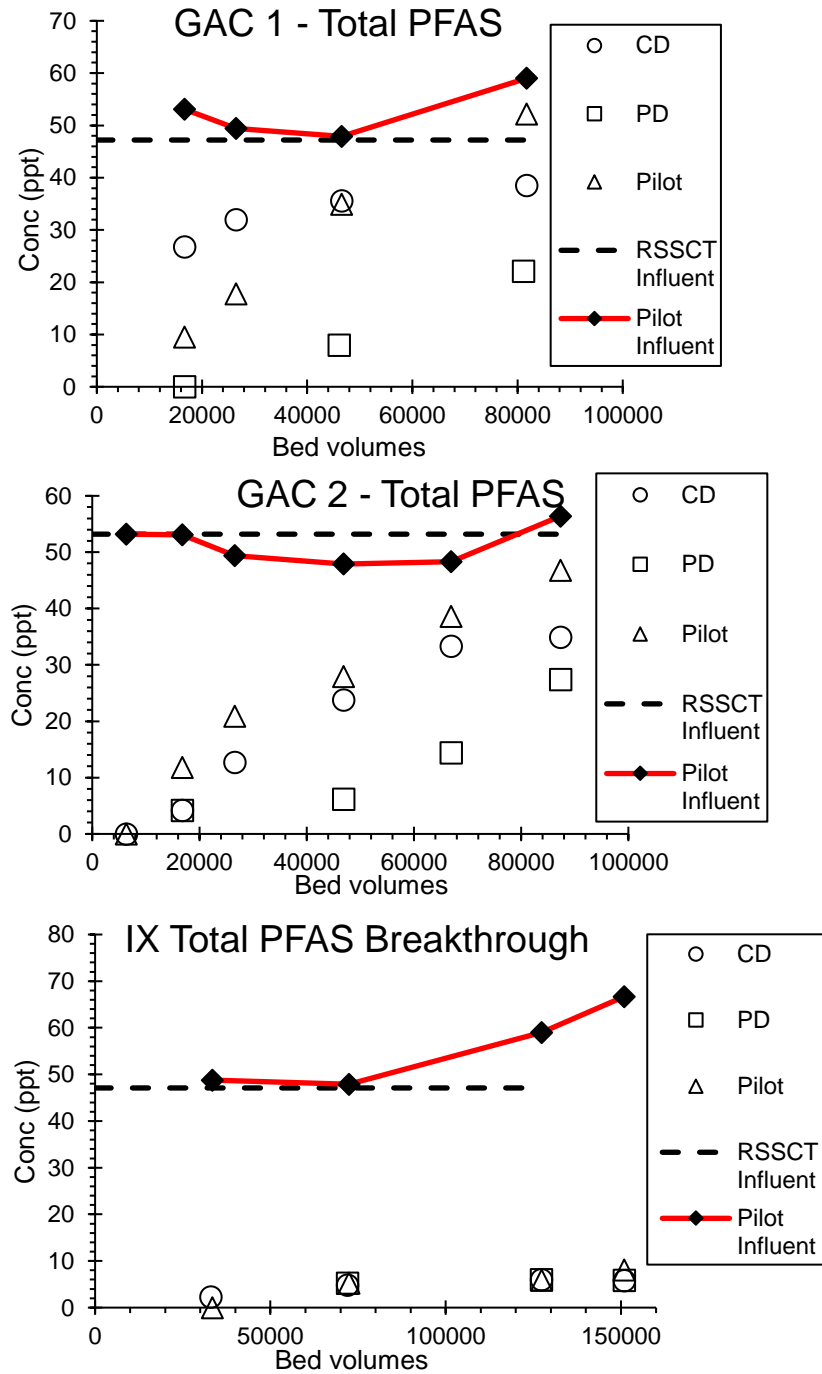 GAC 1 - Total PFAS
70
60
50
40
30
20
10
0
Conc (ppt)
0 20000 40000 60000 80000 100000
Bed volumes
CD
PD
Pilot
RSSCT
Influent
Pilot
Influent
GAC 2 - Total PFAS
60
50
40
30
20
10
0
Conc (ppt)
0 20000 40000 60000 80000 100000
Bed volumes
CD
PD
Pilot
RSSCT
Influent
Pilot
Influent
IX Total PFAS Breakthrough
80
70
60
50
40
30
20
10
0
Conc (ppt)
0 50000 100000 150000
Bed volumes
CD
PD
Pilot
RSSCT
Influent
Pilot
Influent